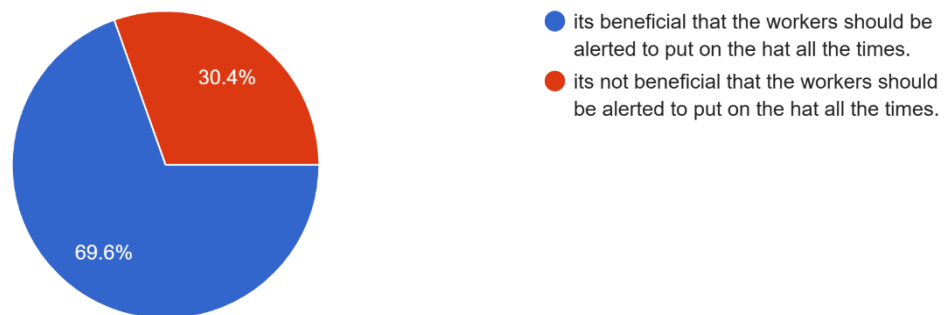 its beneficial that the workers should be
alerted to put on the hat all the times.
its not beneficial that the workers should
be alerted to put on the hat all the times.
30.4%
69.6%